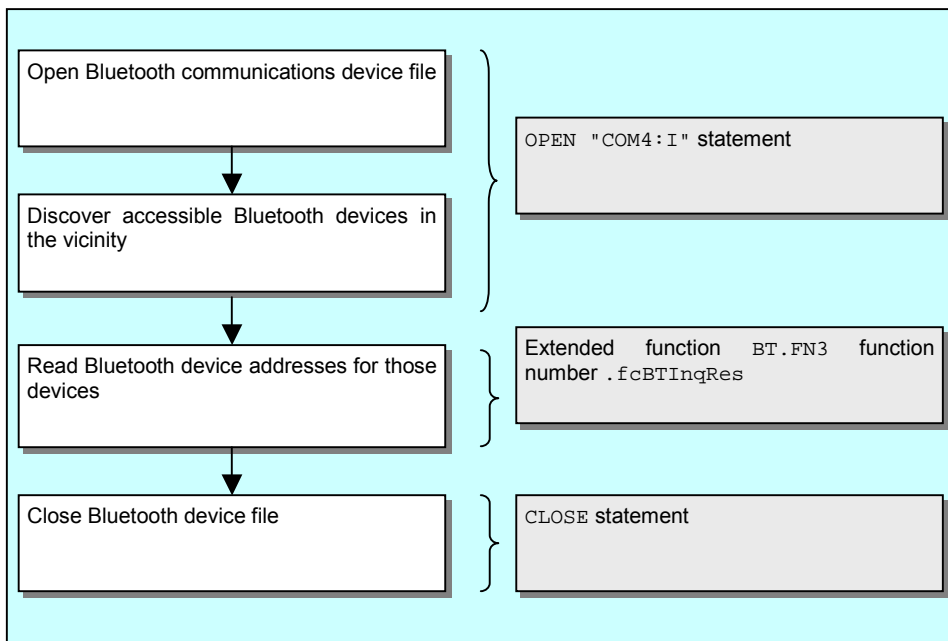 Open Bluetooth communications device file
OPEN "COM4:I" statement
Discover accessible Bluetooth devices in
the vicinity
Read Bluetooth device addresses for those
devices
Extended function BT.FN3 function
number .fcBTInqRes
Close Bluetooth device file
CLOSE statement